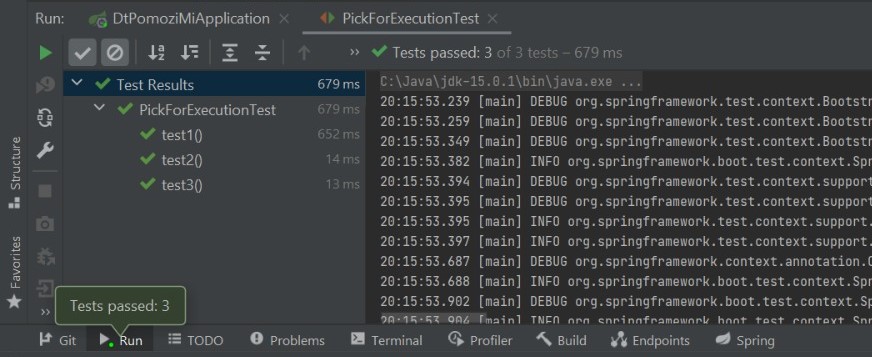 Run: DtPomoziMiApplication × PickForExecutionTest ×
Tests passed: 3 of 3 tests – 679 ms
Test Results 679 ms
PickForExecutionTest 679 ms
test1() 652 ms
test2() 14 ms
test3() 13 ms
C:\Java\jdk-15.0.1\bin\java.exe ...
20:15:53.239 [main] DEBUG org.springframework.test.context.Bootstr
20:15:53.259 [main] DEBUG org.springframework.test.context.Bootstr
20:15:53.349 [main] DEBUG org.springframework.test.context.Bootstr
20:15:53.382 [main] INFO org.springframework.boot.test.context.Spr
20:15:53.394 [main] DEBUG org.springframework.test.context.support
20:15:53.395 [main] DEBUG org.springframework.test.context.support
20:15:53.395 [main] INFO org.springframework.test.context.support.
20:15:53.397 [main] INFO org.springframework.test.context.support.
20:15:53.687 [main] DEBUG org.springframework.context.annotation.C
20:15:53.688 [main] INFO org.springframework.boot.test.context.Spr
20:15:53.902 [main] DEBUG org.springframework.boot.test.context.Sp
20:15:53.904 [main] INFO org.springframework.boot.test.context.Spr
Structure
Favorites
Tests passed: 3
Git Run TODO Problems Terminal Profiler Build Endpoints Spring